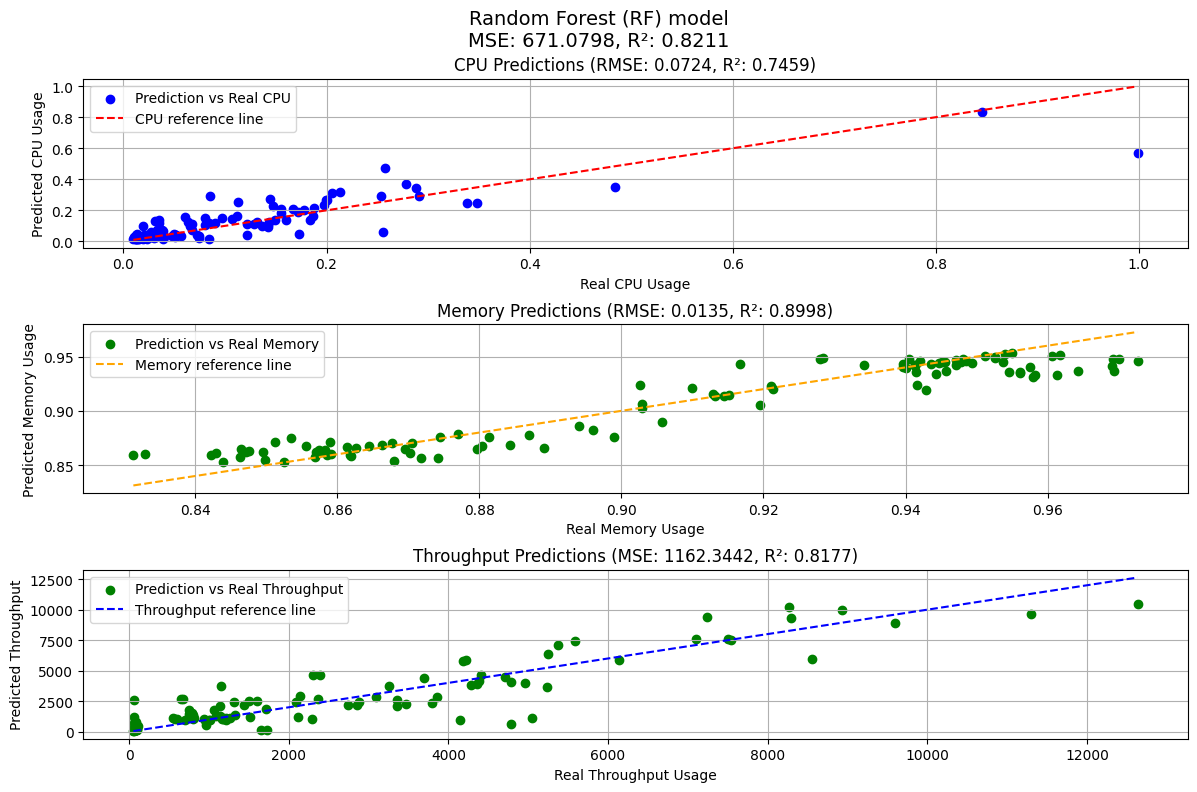 Random Forest (RF) model
MSE: 671.0798, R²: 0.8211
CPU Predictions (RMSE: 0.0724, R²: 0.7459)
Predicted CPU Usage
1.0
0.8
0.6
0.4
0.2
0.0
Prediction vs Real CPU
CPU reference line
0.0 0.2 0.4 0.6 0.8 1.0
Real CPU Usage
Memory Predictions (RMSE: 0.0135, R²: 0.8998)
Predicted Memory Usage
0.95
0.90
0.85
Prediction vs Real Memory
Memory reference line
0.84 0.86 0.88 0.90 0.92 0.94 0.96
Real Memory Usage
Throughput Predictions (MSE: 1162.3442, R²: 0.8177)
Predicted Throughput
12500
10000
7500
5000
2500
0
Prediction vs Real Throughput
Throughput reference line
0 2000 4000 6000 8000 10000 12000
Real Throughput Usage